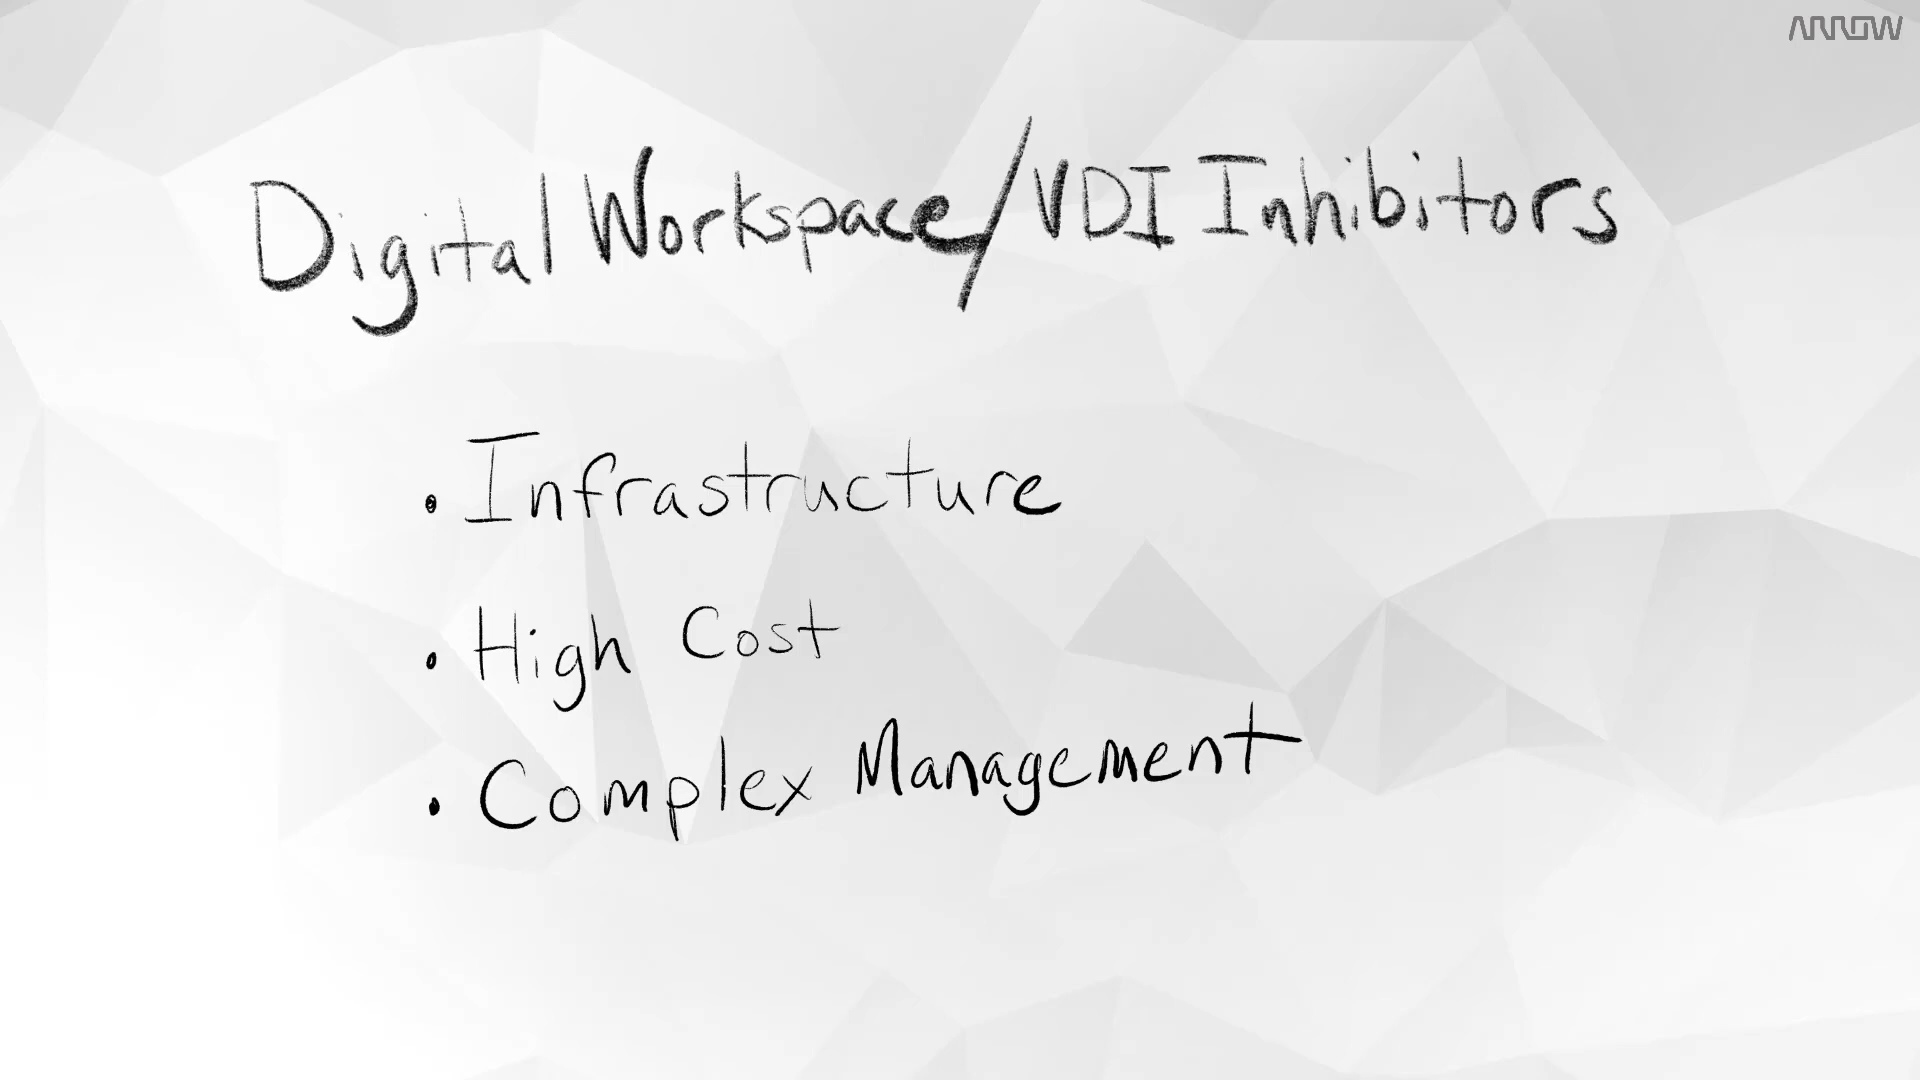 ARROW
Digital Workspace/VDI Inhibitors
• Infrastructure
• High Cost
• Complex Management